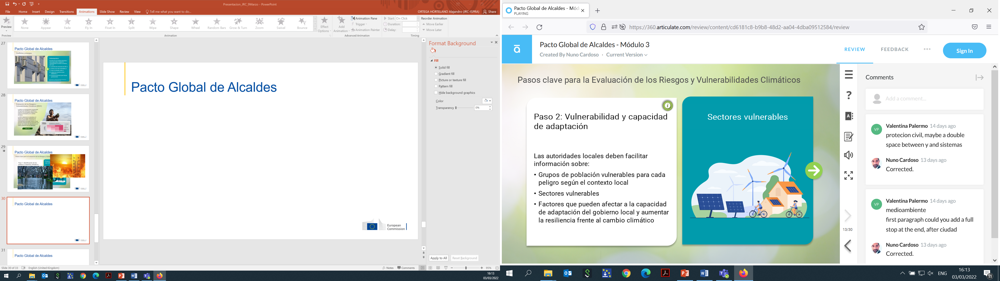 Presentacion_JRC_9Marzo - PowerPoint
File Home Insert Design Transitions Animations Slide Show Review View Tell me what you want to do...
ORTEGA HORTELANO Alejandro (JRC-ISPRA) Share
Preview
None Appear Fade Fly In Float In Split Wipe Shape Wheel Random Bars Grow & Turn Zoom Swivel Bounce
Effect Options
Add Animation
Animation Pane
Trigger
Animation Painter
Start: On Click
Duration:
Delay:
Reorder Animation
Move Earlier
Move Later
Preview Animation Advanced Animation Timing
27
Pacto Global de Alcaldes
Conflictos y sinergias
28
Pacto Global de Alcaldes
Evaluación de los Riesgos y
Vulnerabilidades Climáticos (ERVC)
29
Pacto Global de Alcaldes
30
Pacto Global de Alcaldes
31
Pacto Global de Alcaldes
Pacto Global de Alcaldes
European
Commission
Format Background
Fill
Solid fill
Gradient fill
Picture or texture fill
Pattern fill
Hide background graphics
Color
Transparency 0%
Apply to All Reset Background
Slide 30 of 33 English (United Kingdom) Notes Comments 95%
16:13
03/03/2022
Pacto Global de Alcaldes - Mód
PLAYING
https://360.articulate.com/review/content/cd6181c8-b9b8-48d2-aa04-4dba09512584/review
ā
Pacto Global de Alcaldes - Módulo 3
Created By Nuno Cardoso · Current Version
REVIEW FEEDBACK Sign In
Pasos clave para la Evaluación de los Riesgos y Vulnerabilidades Climáticos
Paso 2: Vulnerabilidad y capacidad
de adaptación
Las autoridades locales deben facilitar
información sobre:
• Grupos de población vulnerables para cada
peligro según el contexto local
• Sectores vulnerables
• Factores que pueden afectar a la capacidad
de adaptación del gobierno local y aumentar
la resiliencia frente al cambio climático
Sectores vulnerables
13/30
Comments
Add a comment...
VP
Valentina Palermo 14 days ago
protecion civil, maybe a double
space between y and sistemas
Nuno Cardoso 13 days ago
Corrected.
VP
Valentina Palermo 14 days ago
medioambiente
first paragraph could you add a full
stop at the end, after ciudad
Nuno Cardoso 13 days ago
Corrected.
ENG
16:13
03/03/2022
11